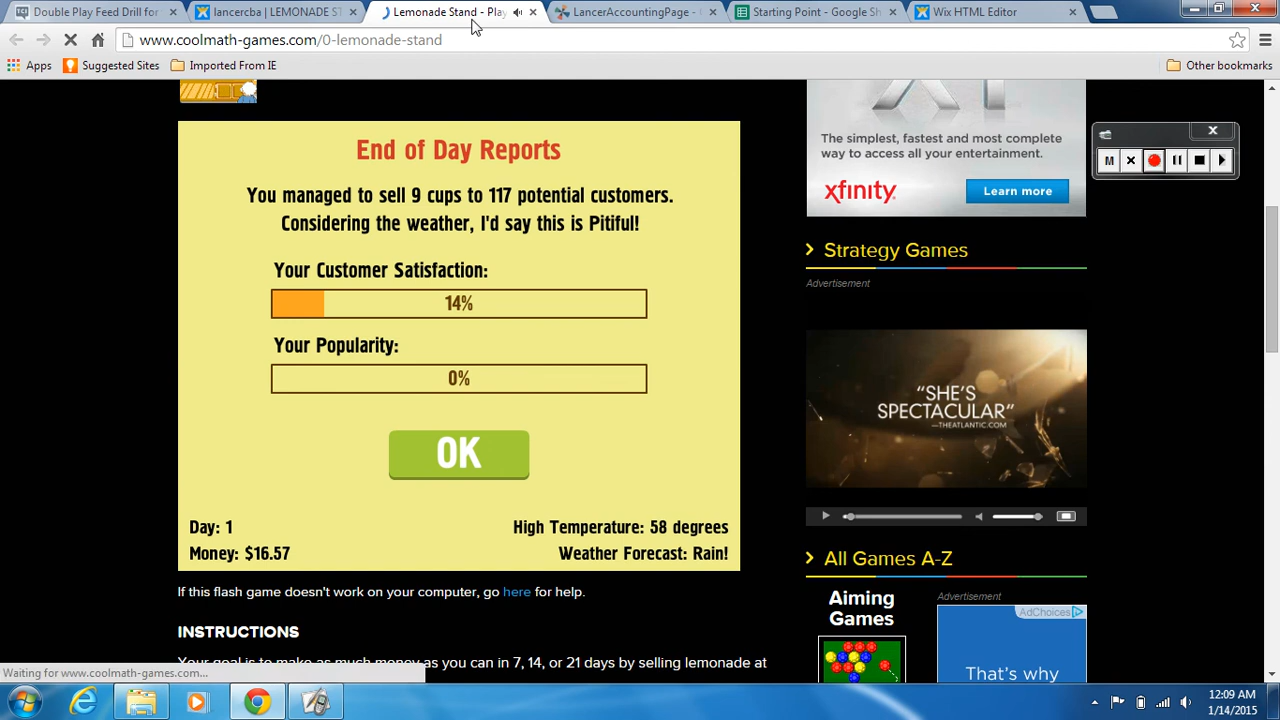 Double Play Feed Drill for
lancercba | LEMONADE ST
Lemonade Stand - Play
LancerAccountingPage -
Starting Point - Google Sh
Wix HTML Editor
www.coolmath-games.com/0-lemonade-stand
Apps
Suggested Sites
Imported From IE
Other bookmarks
End of Day Reports
You managed to sell 9 cups to 117 potential customers.
Considering the weather, I'd say this is Pitiful!
Your Customer Satisfaction:
14%
Your Popularity:
0%
OK
Day: 1
High Temperature: 58 degrees
Money: $16.57
Weather Forecast: Rain!
If this flash game doesn't work on your computer, go here for help.
INSTRUCTIONS
Your goal is to make as much money as you can in 7, 14, or 21 days by selling lemonade at
The simplest, fastest and most complete
way to access all your entertainment.
xfinity
Learn more
M
Strategy Games
Advertisement
"SHE'S
SPECTACULAR"
—THEATLANTIC.COM
All Games A-Z
Aiming
Games
Advertisement
AdChoices
That's why
Waiting for www.coolmath-games.com...
12:09 AM
1/14/2015